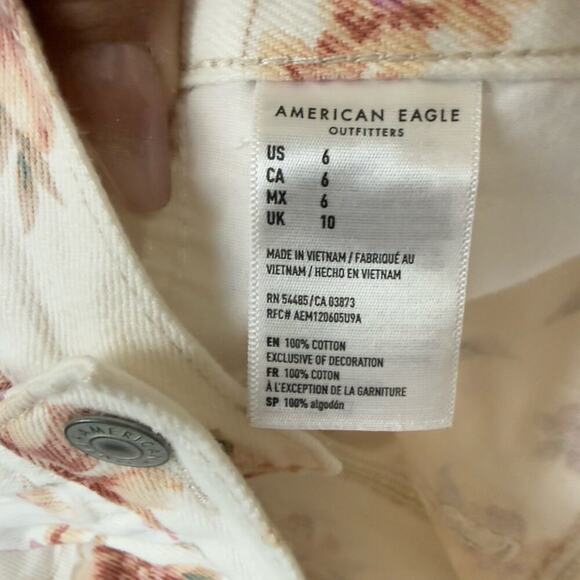 AMERICAN EAGLE
OUTFITTERS
US 6
CA 6
MX 6
UK 10
MADE IN VIETNAM / FABRIQUÉ AU
VIETNAM / HECHO EN VIETNAM
RN 54485/CA 03873
RFC# AEM120605U9A
EN 100% COTTON
EXCLUSIVE OF DECORATION
FR 100% COTON
À L'EXCEPTION DE LA GARNITURE
SP 100% algodón
AMERICAN